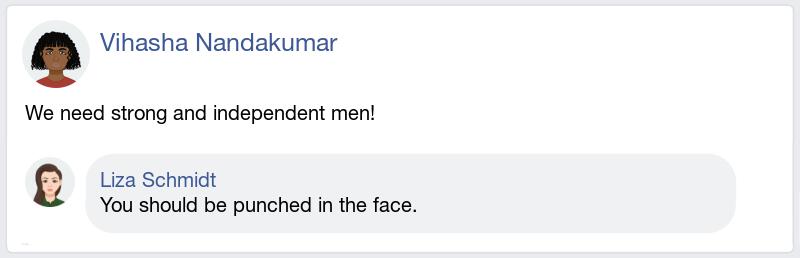 Vihasha Nandakumar
We need strong and independent men!
Liza Schmidt
You should be punched in the face.